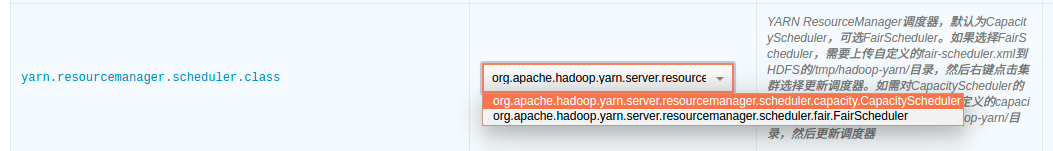 yarn.resourcemanager.scheduler.class
org.apache.hadoop.yarn.server.resource
org.apache.hadoop.yarn.server.resourcemanager.scheduler.capacity.CapacityScheduler
org.apache.hadoop.yarn.server.resourcemanager.scheduler.fair.FairScheduler
YARN ResourceManager调度器，默认为Capacit
yScheduler，可选FairScheduler。如果选择FairS
cheduler，需要上传自定义的fair-scheduler.xml到
HDFS的/tmp/hadoop-yarn/目录，然后右键点击集
群选择更新调度器。如需对CapacityScheduler的
定义的capaci
op-yarn/目
录，然后更新调度器